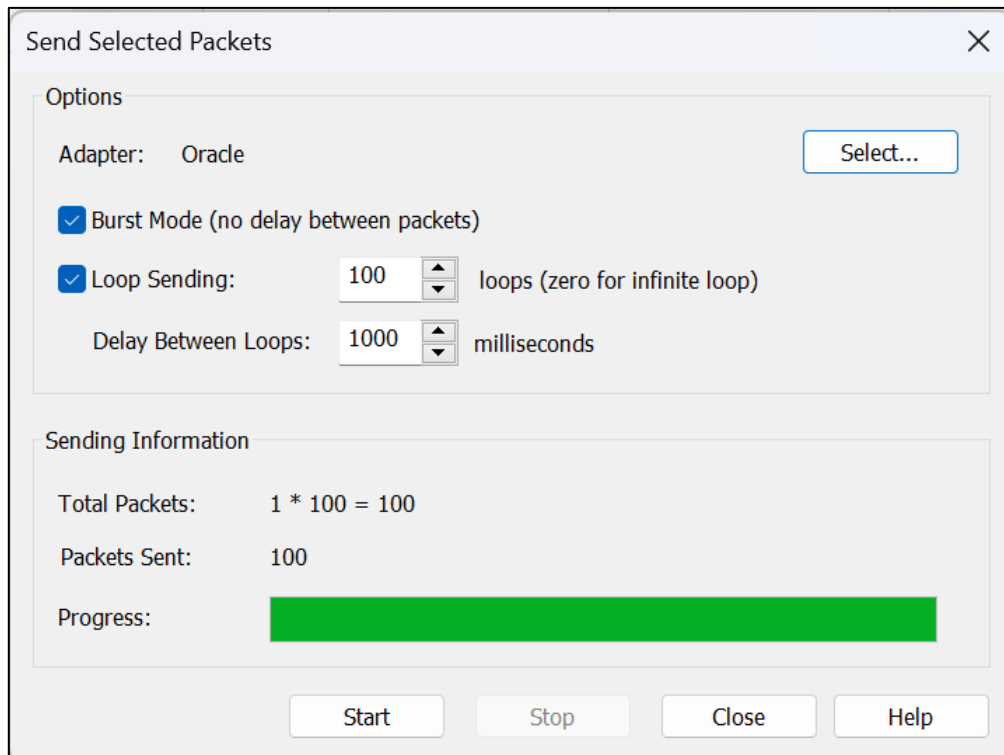 Send Selected Packets
Options
Adapter: Oracle Select...
Burst Mode (no delay between packets)
Loop Sending: 100 loops (zero for infinite loop)
Delay Between Loops: 1000 milliseconds
Sending Information
Total Packets: 1 * 100 = 100
Packets Sent: 100
Progress:
Start Stop Close Help